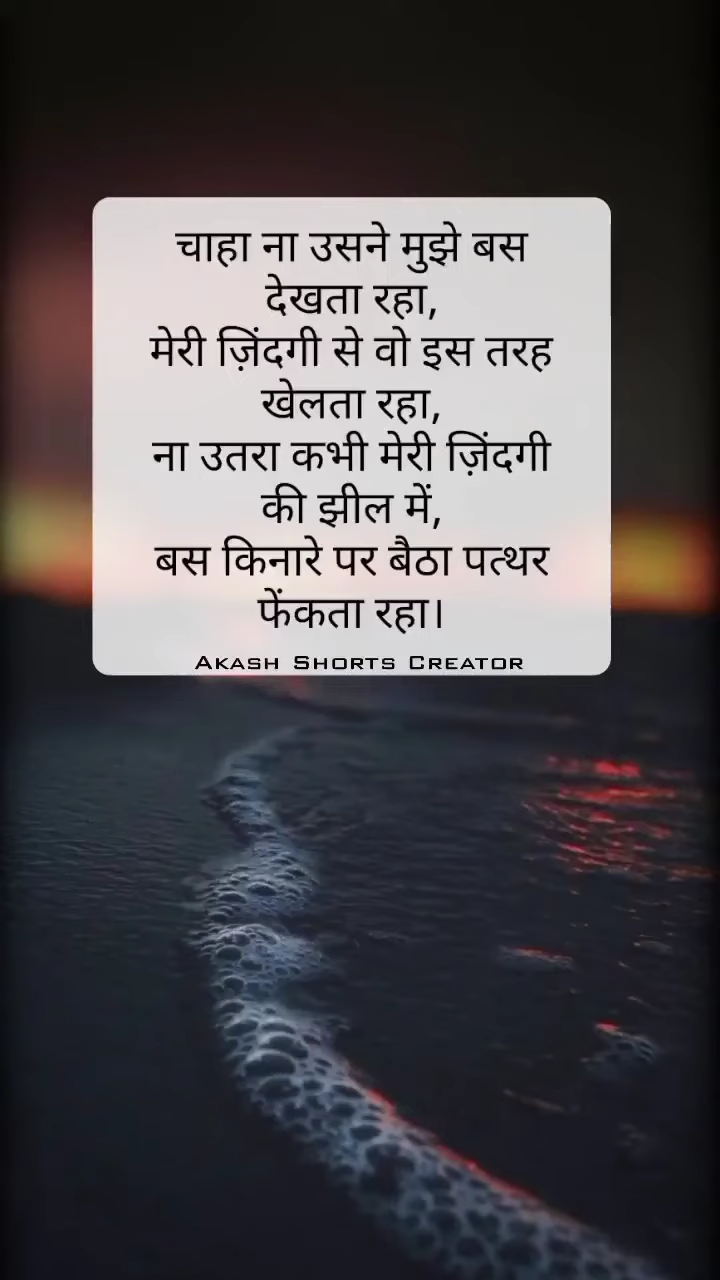 चाहा ना उसने मुझे बस
देखता रहा,
मेरी ज़िंदगी से वो इस तरह
खेलता रहा,
ना उतरा कभी मेरी ज़िंदगी
की झील में,
बस किनारे पर बैठा पत्थर
फेंकता रहा।
Akash Shorts Creator